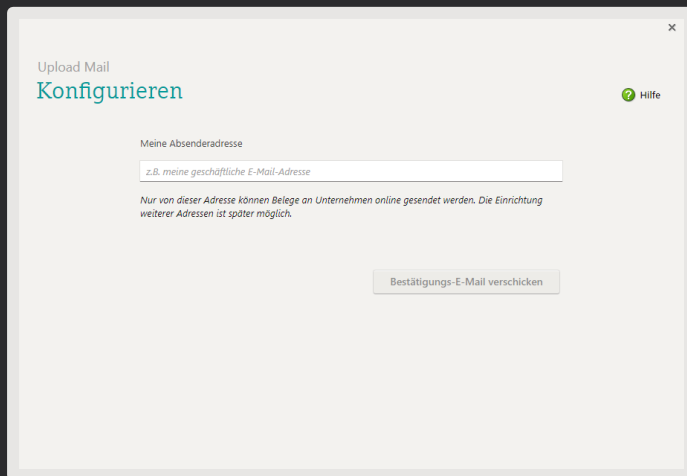 ×
Upload Mail
Konfigurieren
? Hilfe
Meine Absenderadresse
z.B. meine geschäftliche E-Mail-Adresse
Nur von dieser Adresse können Belege an Unternehmen online gesendet werden. Die Einrichtung
weiterer Adressen ist später möglich.
Bestätigungs-E-Mail verschicken